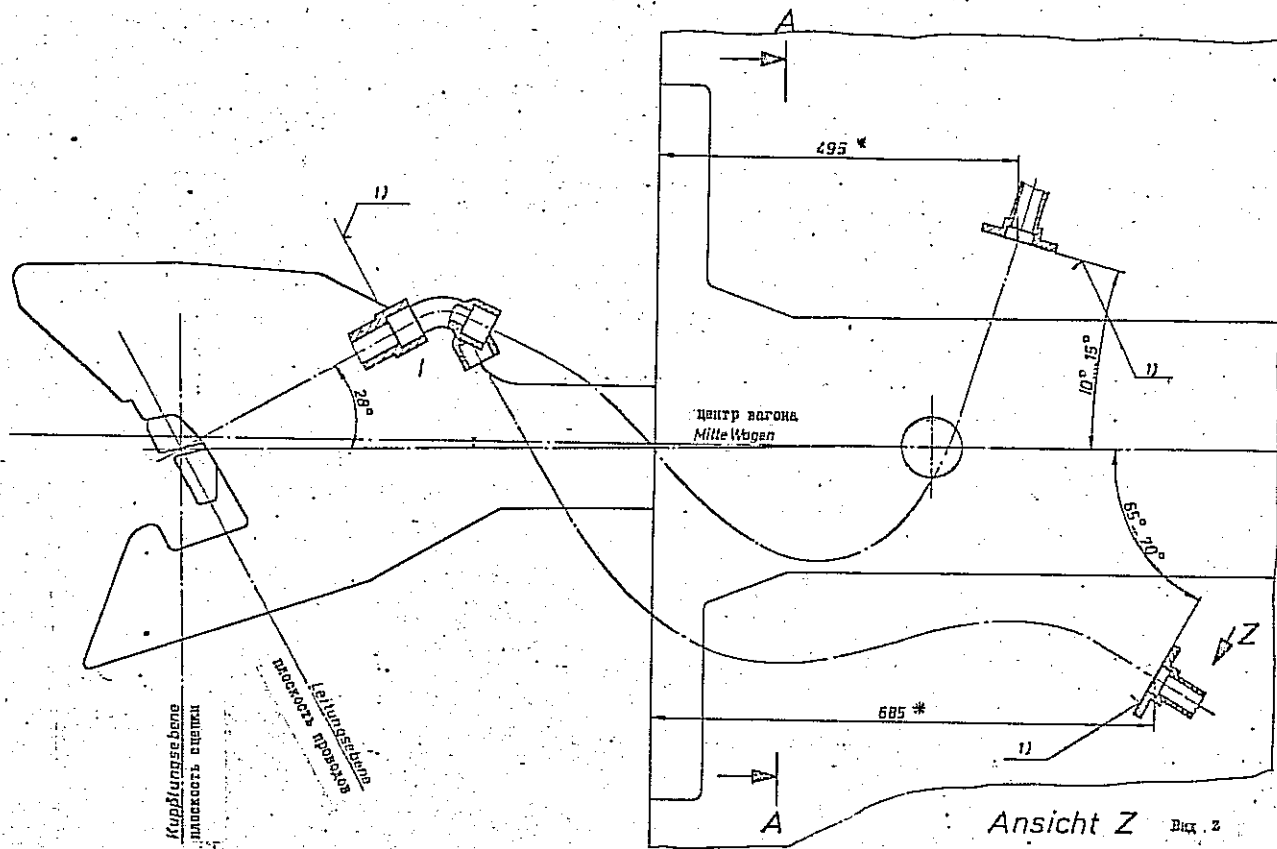 A
495 *
1)
28°
10°...15°
1)
центр вагона
Mitte Wagen
65°...70°
Z
685 *
1)
Leitungsebene
плоскость проводов
Kupplungsebene
плоскость сцепки
A
Ansicht Z Вид Z